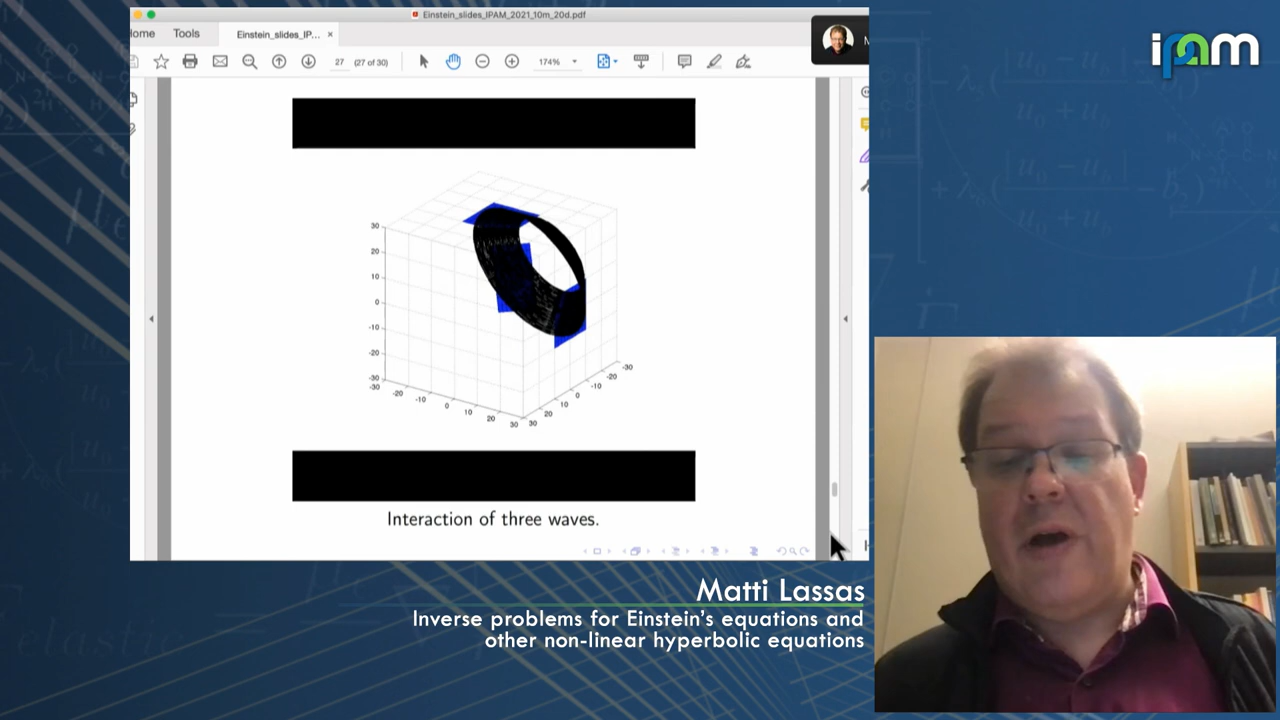 Einstein_slides_IPAM_2021_10m_20d.pdf
ipam
Home Tools Einstein_slides_IP... ×
27 (27 of 30) 174%
30
20
10
0
-10
-20
-30
-30 -20 -10 0 10 20 30
30 20 10 0 -10 -20 -30
Interaction of three waves.
Matti Lassas
Inverse problems for Einstein's equations and
other non-linear hyperbolic equations